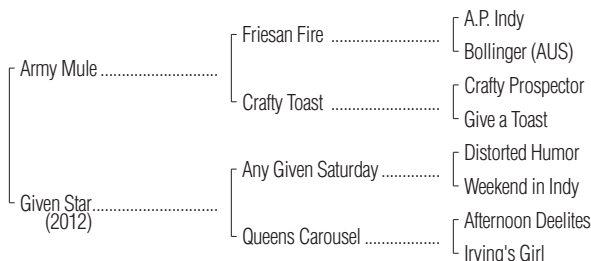 A.P. Indy
Friesan Fire ........................
Bollinger (AUS)
Army Mule ..........................
Crafty Prospector
Crafty Toast ........................
Give a Toast
Distorted Humor
Any Given Saturday .............
Weekend in Indy
Given Star ............................
(2012)
Afternoon Deelites
Queens Carousel .................
Irving's Girl